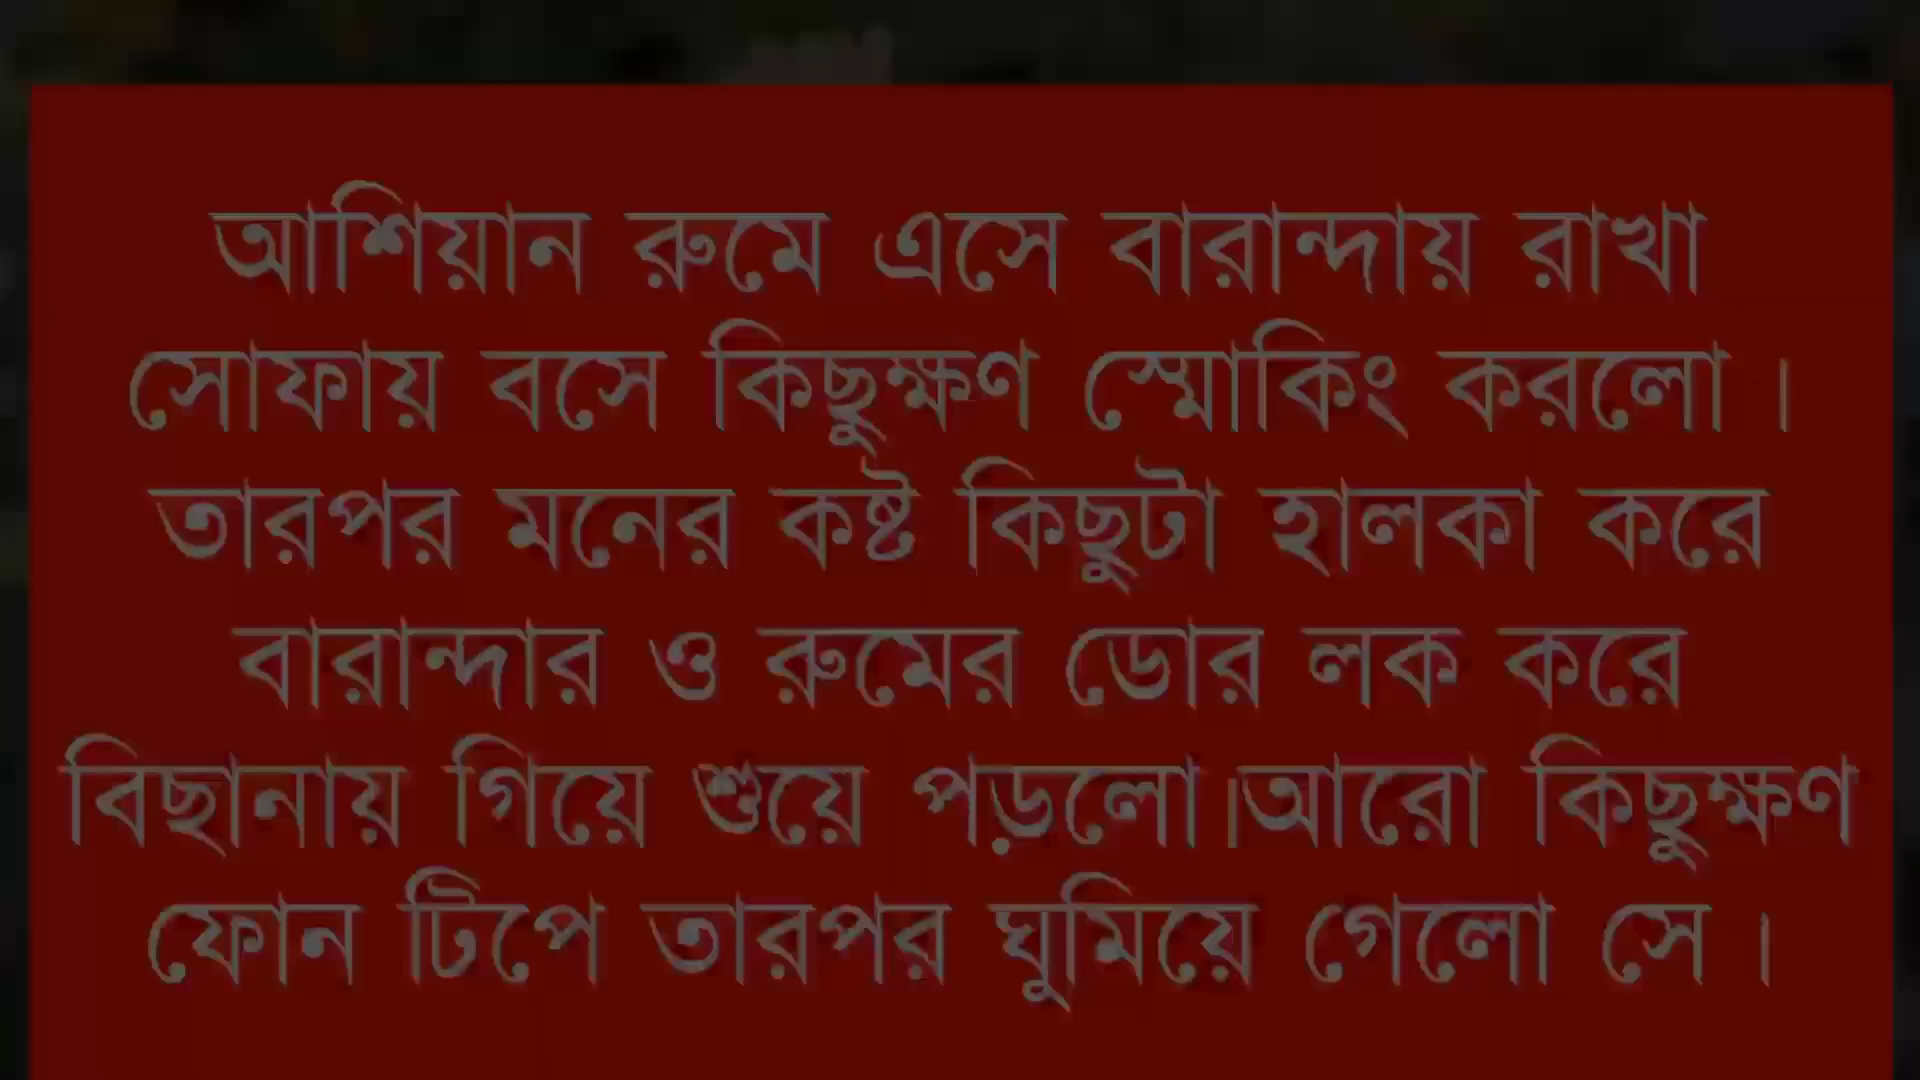 আশিয়ান রুমে এসে বারান্দায় রাখা
সোফায় বসে কিছুক্ষণ স্মোকিং করলো ।
তারপর মনের কষ্ট কিছুটা হালকা করে
বারান্দার ও রুমের ডোর লক করে
বিছানায় গিয়ে শুয়ে পড়লো।আরো কিছুক্ষণ
ফোন টিপে তারপর ঘুমিয়ে গেলো সে ।